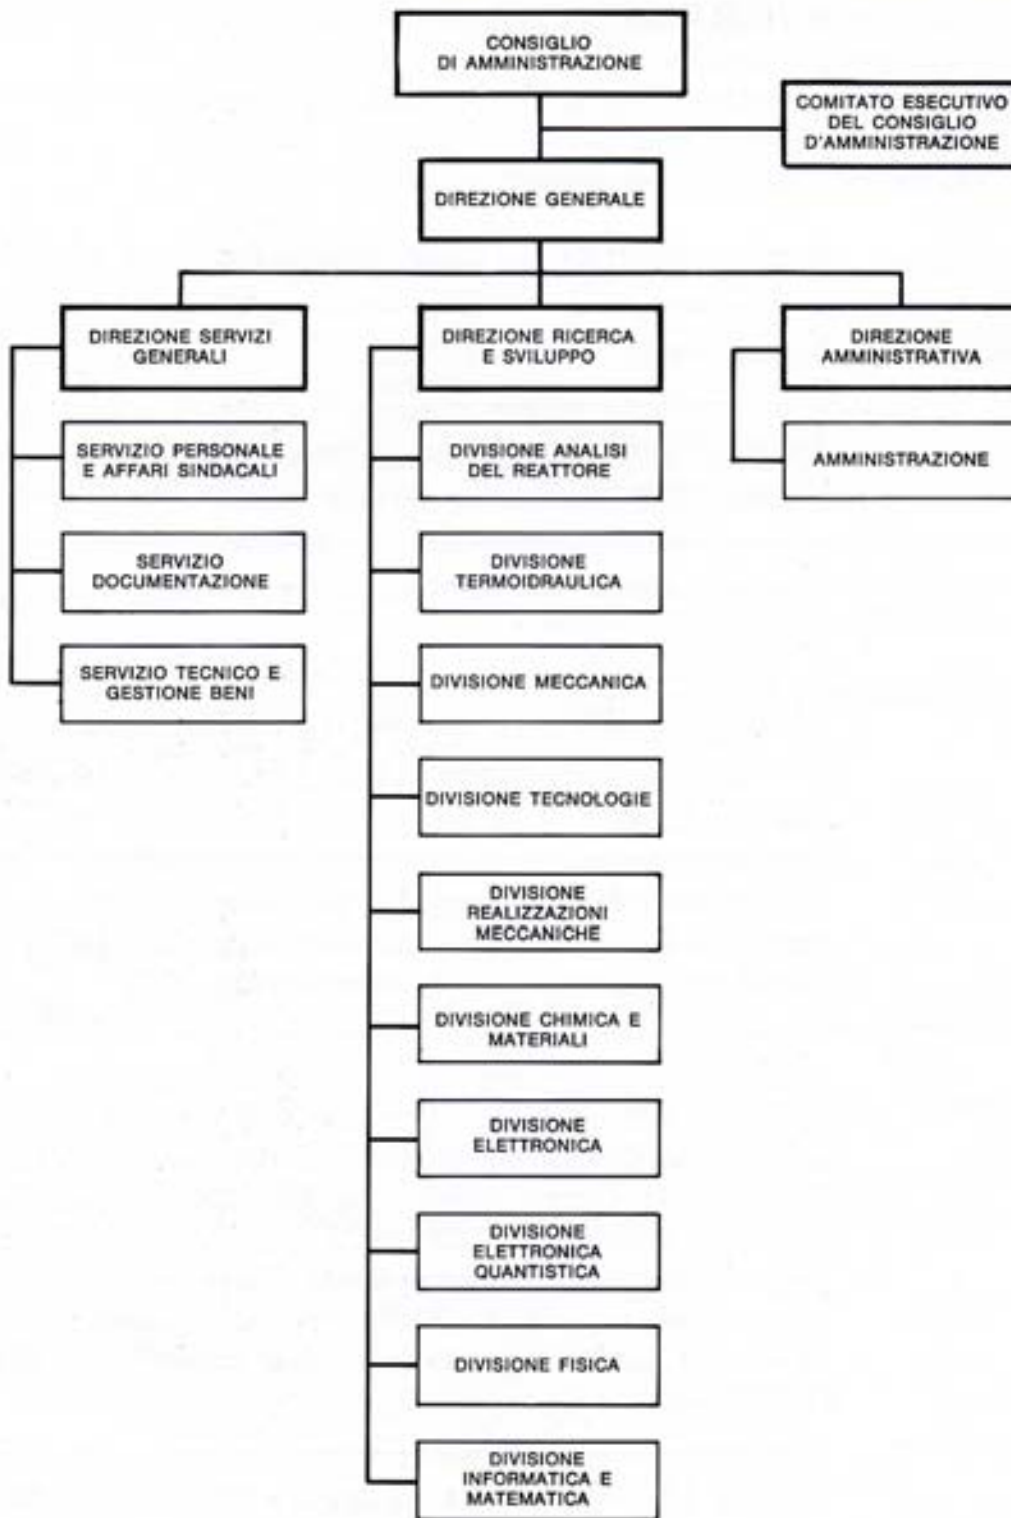 CONSIGLIO
DI AMMINISTRAZIONE
COMITATO ESECUTIVO
DEL CONSIGLIO
D'AMMINISTRAZIONE
DIREZIONE GENERALE
DIREZIONE SERVIZI
GENERALI
SERVIZIO PERSONALE
E AFFARI SINDACALI
SERVIZIO
DOCUMENTAZIONE
SERVIZIO TECNICO E
GESTIONE BENI
DIREZIONE RICERCA
E SVILUPPO
DIVISIONE ANALISI
DEL REATTORE
DIVISIONE
TERMOIDRAULICA
DIVISIONE MECCANICA
DIVISIONE TECNOLOGIE
DIVISIONE
REALIZZAZIONI
MECCANICHE
DIVISIONE CHIMICA E
MATERIALI
DIVISIONE
ELETTRONICA
DIVISIONE
ELETTRONICA
QUANTISTICA
DIVISIONE FISICA
DIVISIONE
INFORMATICA E
MATEMATICA
DIREZIONE
AMMINISTRATIVA
AMMINISTRAZIONE